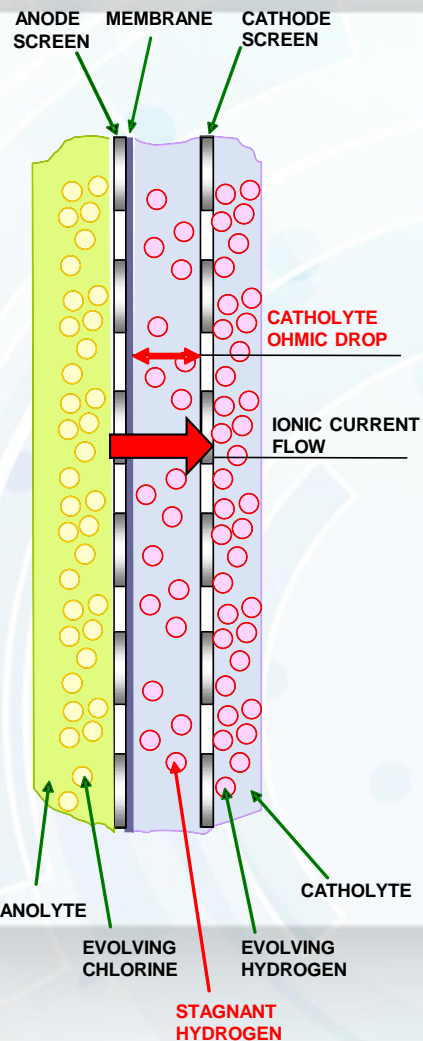 ANODE
SCREEN
MEMBRANE
CATHODE
SCREEN
CATHOLYTE
OHMIC DROP
IONIC CURRENT
FLOW
CATHOLYTE
ANOLYTE
EVOLVING
CHLORINE
EVOLVING
HYDROGEN
STAGNANT
HYDROGEN